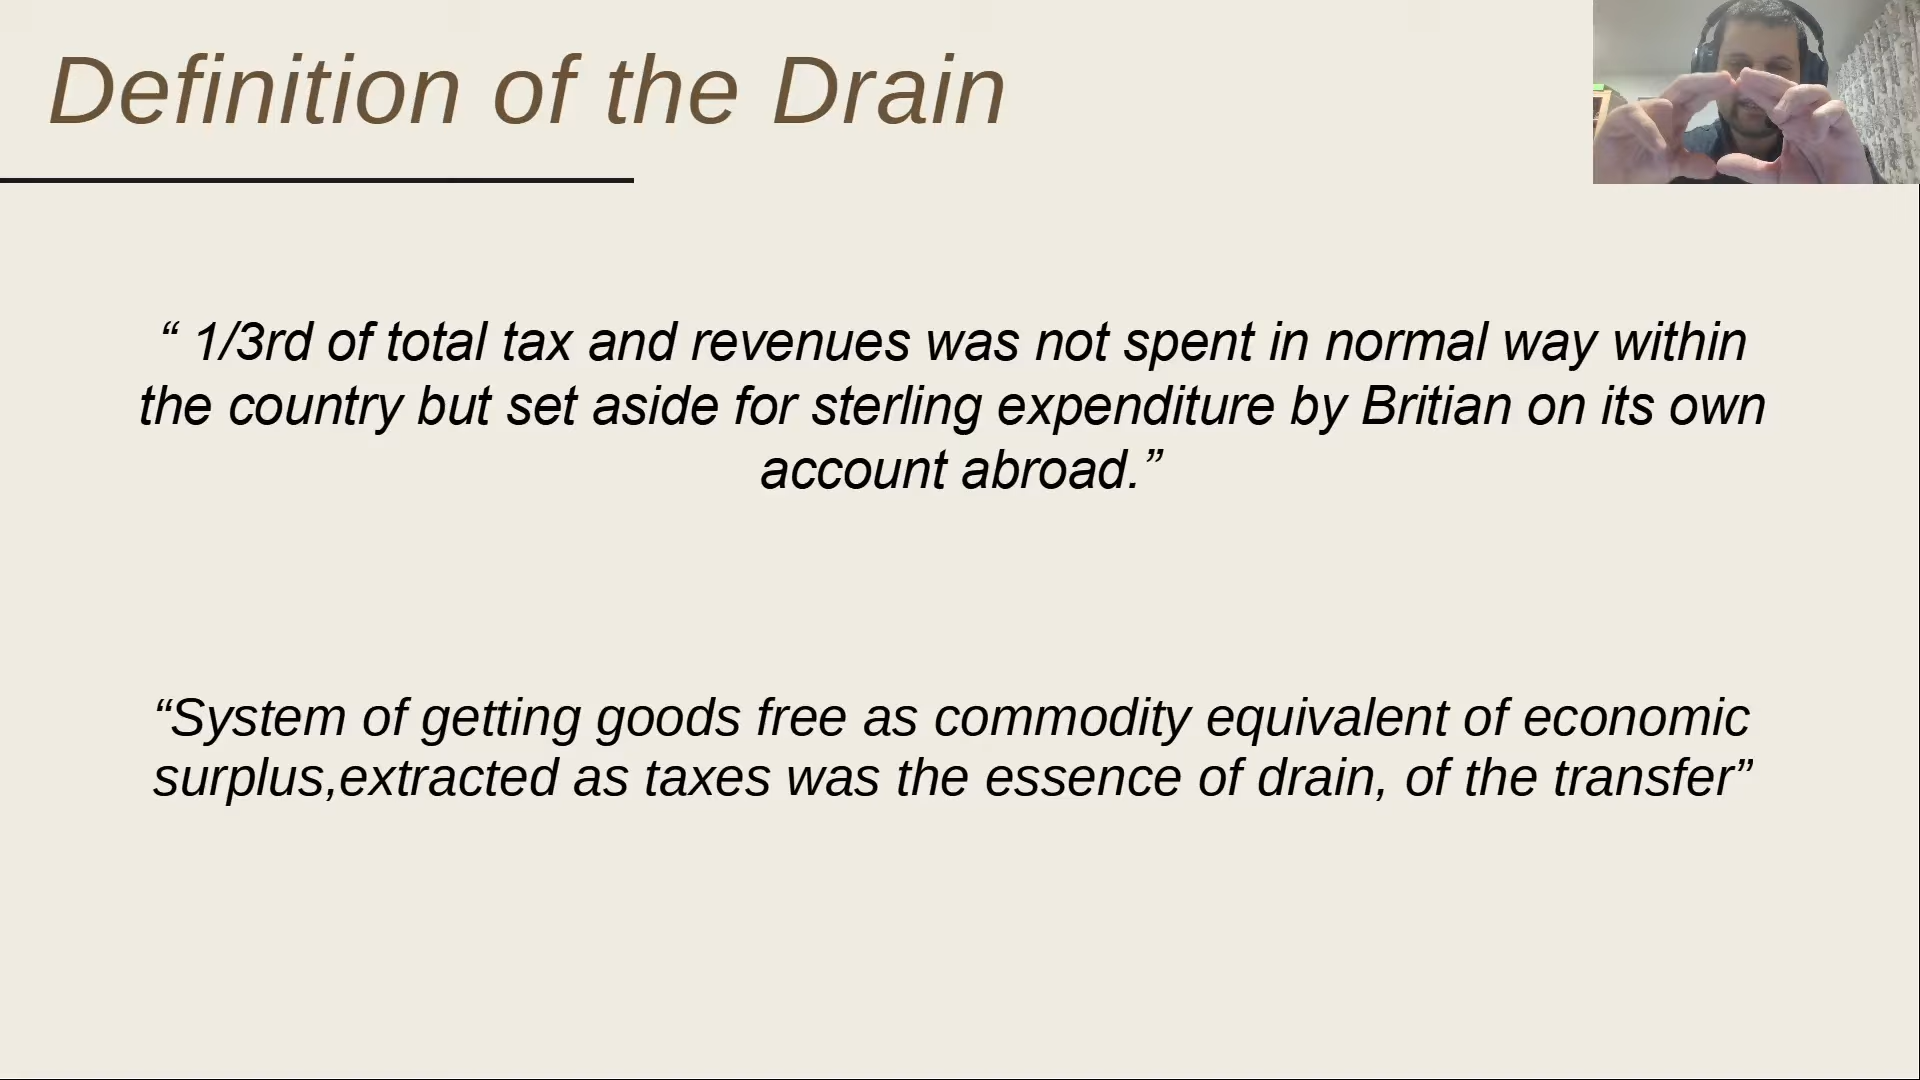 Definition of the Drain
“ 1/3rd of total tax and revenues was not spent in normal way within
the country but set aside for sterling expenditure by Britian on its own
account abroad.”
“System of getting goods free as commodity equivalent of economic
surplus,extracted as taxes was the essence of drain, of the transfer”